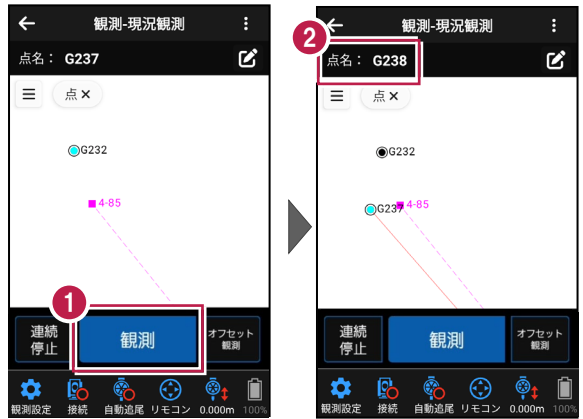 観測-現況観測
点名： G237
点 ×
G232
4-85
1
連続
停止
観測
オフセット
観測
観測設定 接続 自動追尾 リモコン 0.000m 100%
2
観測-現況観測
点名： G238
点 ×
G232
G237
4-85
連続
停止
観測
オフセット
観測
観測設定 接続 自動追尾 リモコン 0.000m 100%